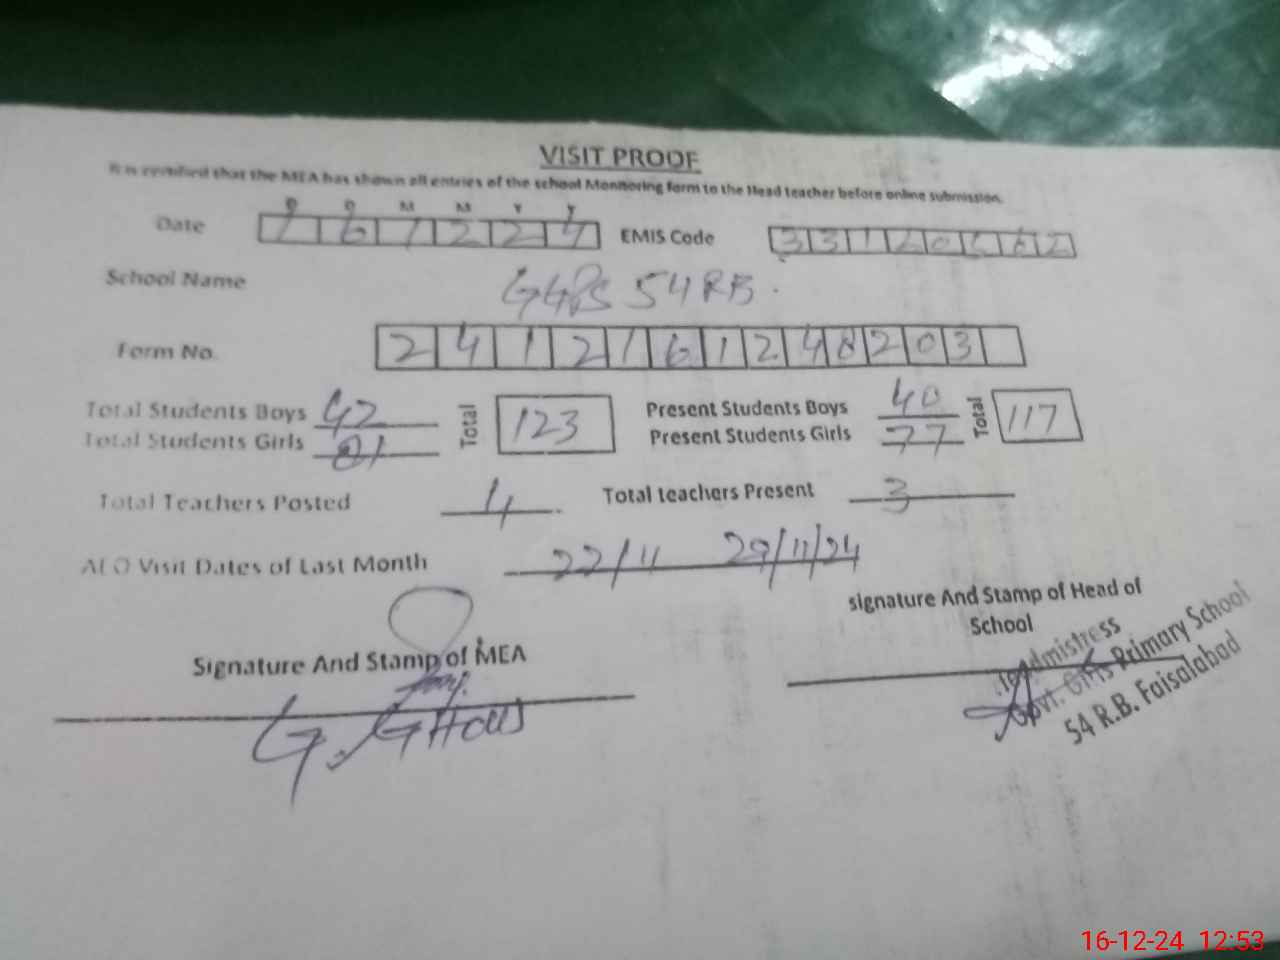 VISIT PROOF
It is certified that the MEA has shown all entries of the school Monitoring form to the Head teacher before online submission.
D D M M Y Y
Date 1 6 1 2 2 4 EMIS Code 3 3 1 2 0 6 2
School Name GGPS 54 RB
Form No. 2 4 1 2 1 6 1 2 4 8 2 0 3
Total Students Boys 42 Total 123 Present Students Boys 40 Total 117
Total Students Girls 81 Present Students Girls 77
Total Teachers Posted 4 Total teachers Present 3
AEO Visit Dates of Last Month 22/11 29/11/24
signature And Stamp of Head of
School
Signature And Stamp of MEA
G. GHous
Headmistress
Govt. Girls Primary School
54 R.B. Faisalabad
16-12-24 12:53